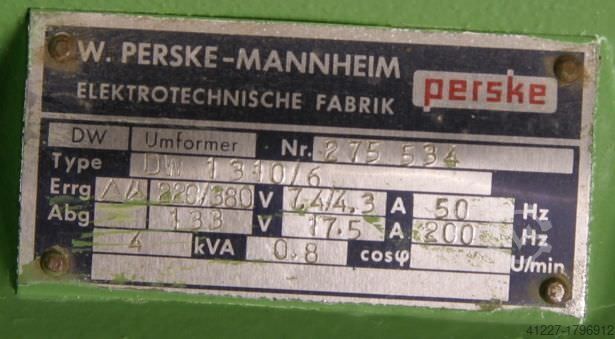 W. PERSKE-MANNHEIM
ELEKTROTECHNISCHE FABRIK perske
DW Umformer Nr. 275 534
Type DW 1310/6
Errg 220/380 V 7,4/4,3 A 50 Hz
Abg 133 V 17.5 A 200 Hz
4 kVA 0.8 cosφ U/min
41227-1796912